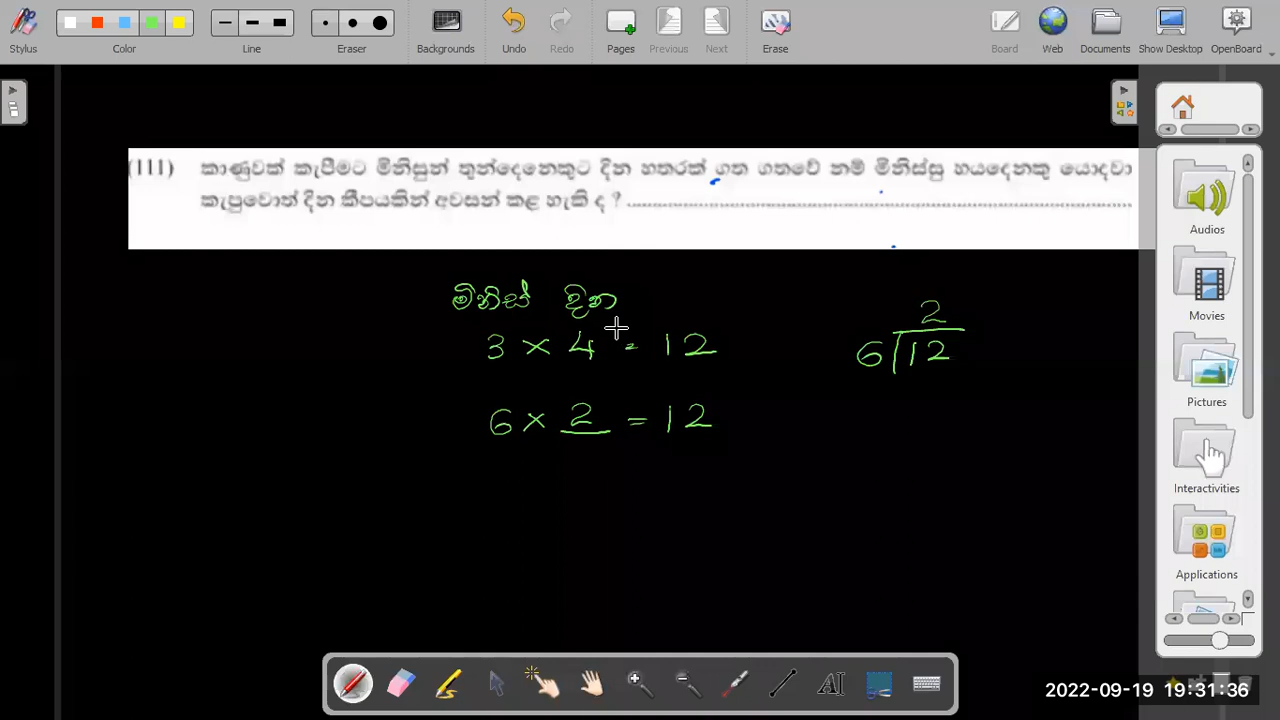 Stylus Color Line Eraser Backgrounds Undo Redo Pages Previous Next Erase Board Web Documents Show Desktop OpenBoard
(111) කාණුවක් කැපීමට මිනිසුන් තුන්දෙනෙකුට දින හතරක් ගත ගතවේ නම් මිනිස්සු හයදෙනකු යොදවා
කැපුවොත් දින කීපයකින් අවසන් කළ හැකි ද ? ................................................
මිනිස් දින
3 × 4 = 12
6 × 2 = 12
2
6 12
Audios
Movies
Pictures
Interactivities
Applications
2022-09-19 19:31:36